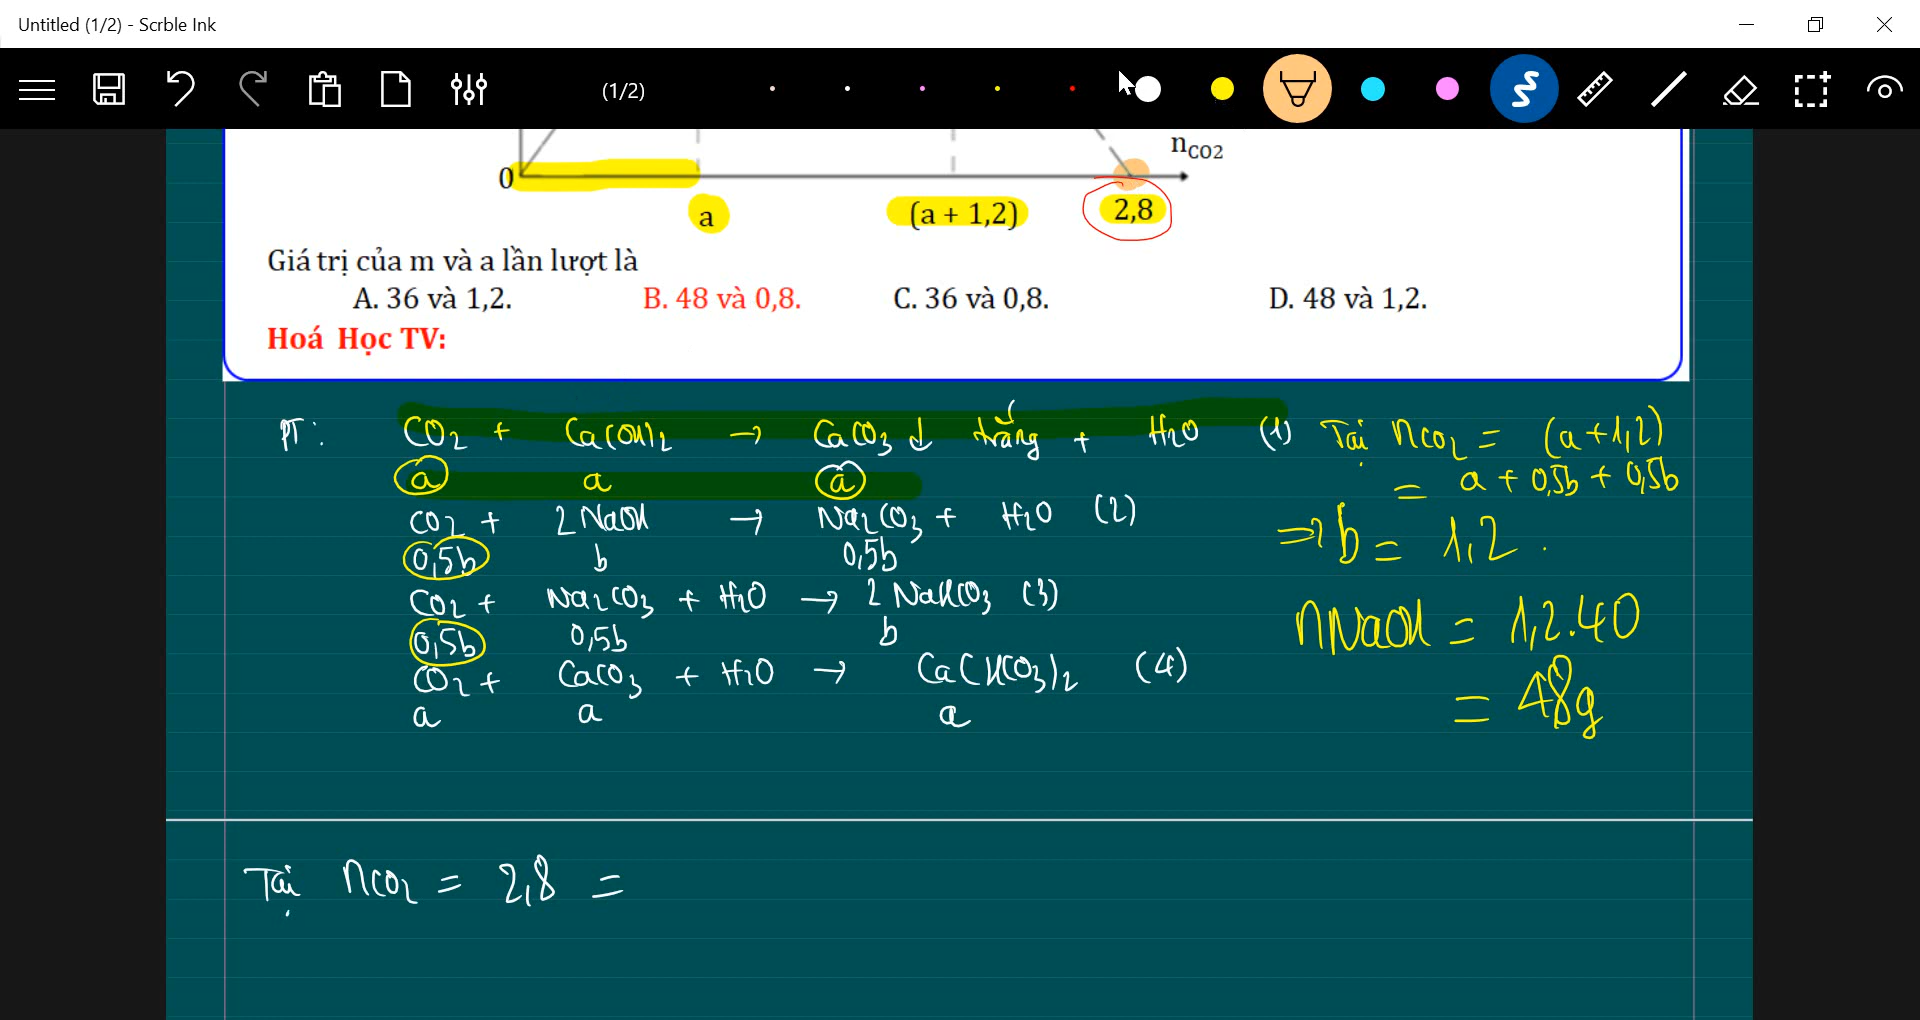 Untitled (1/2) - Scrble Ink
(1/2)
nCO2
0
a (a + 1,2) 2,8
Giá trị của m và a lần lượt là
A. 36 và 1,2. B. 48 và 0,8. C. 36 và 0,8. D. 48 và 1,2.
Hoá Học TV:
PT: CO2 + Ca(OH)2 → CaCO3 ↓ trắng + H2O (1)
a a a
CO2 + 2NaOH → Na2CO3 + H2O (2)
0,5b b 0,5b
CO2 + Na2CO3 + H2O → 2NaHCO3 (3)
0,5b 0,5b b
CO2 + CaCO3 + H2O → Ca(HCO3)2 (4)
a a a
Tại nCO2 = (a+1,2)
= a + 0,5b + 0,5b
=> b = 1,2.
nNaOH = 1,2.40
= 48g
Tại nCO2 = 2,8 =